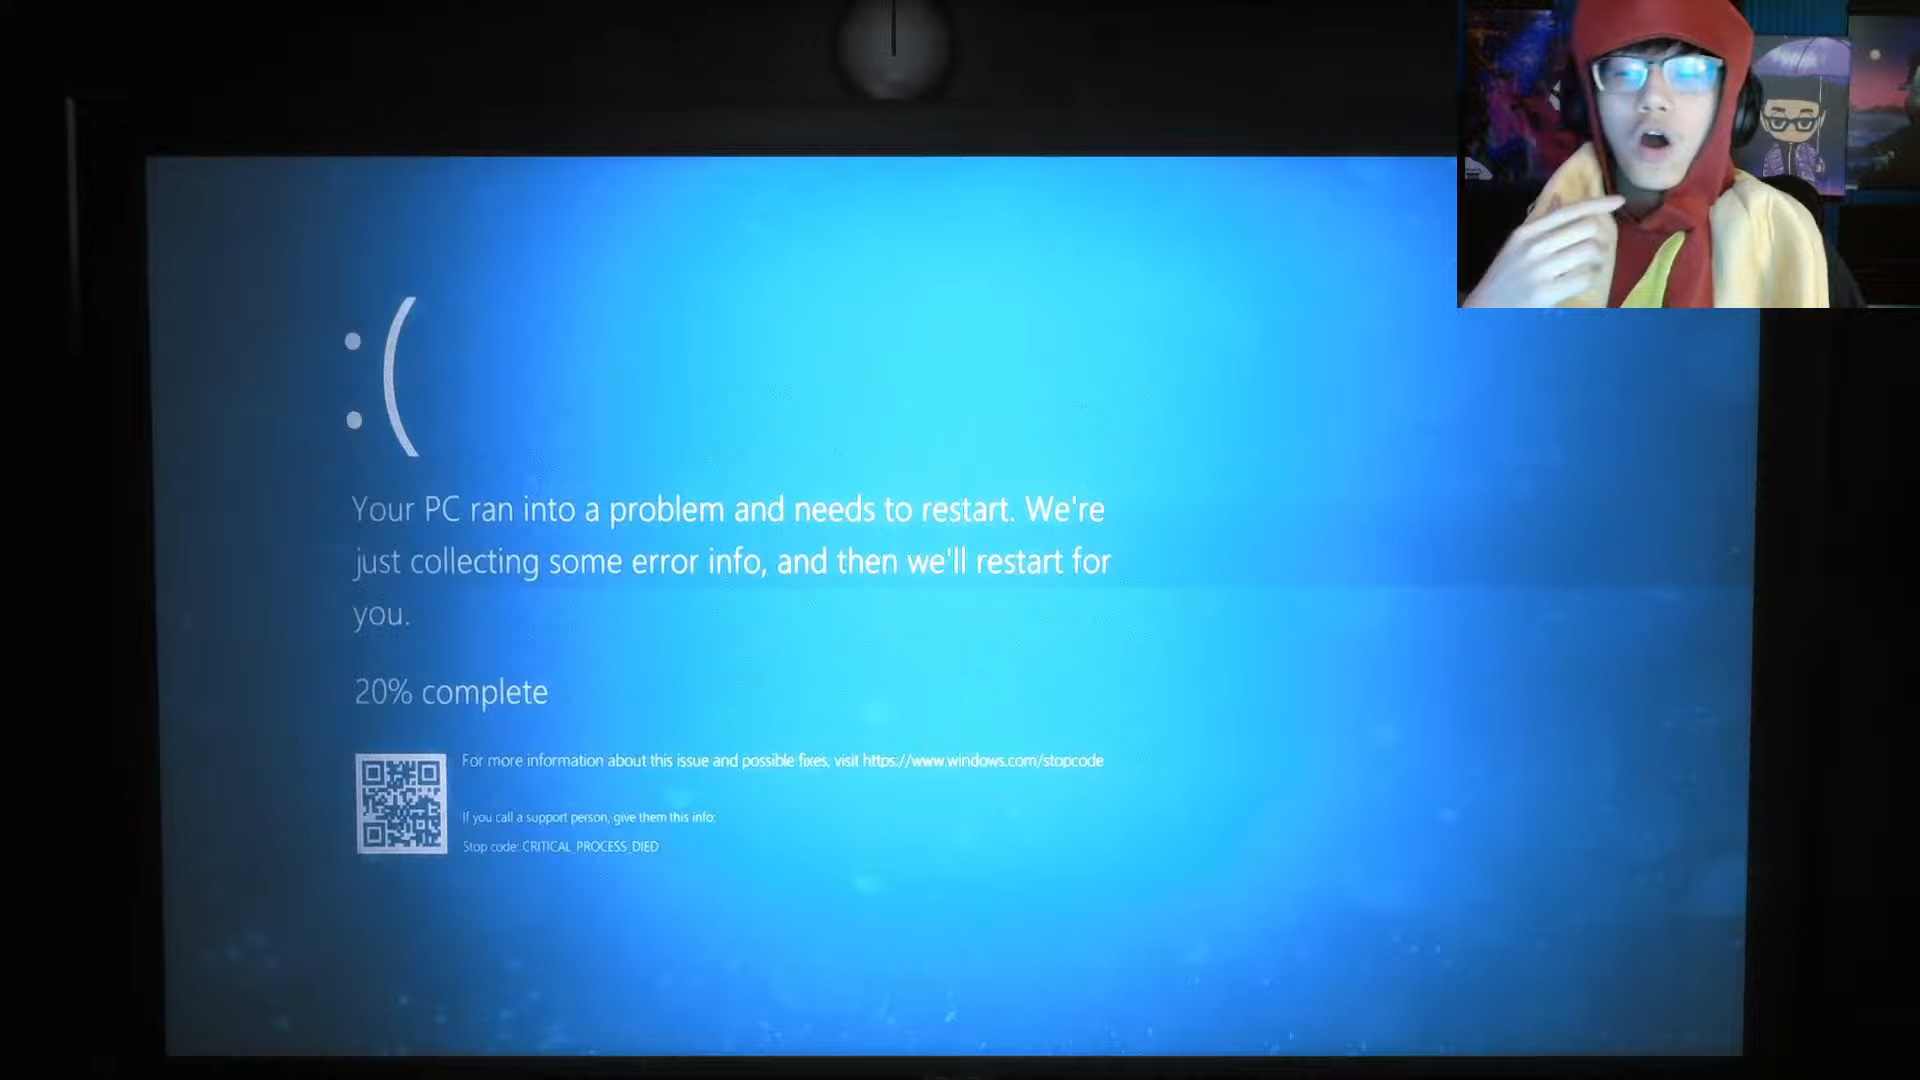 :(
Your PC ran into a problem and needs to restart. We're
just collecting some error info, and then we'll restart for
you.
20% complete
For more information about this issue and possible fixes, visit https://www.windows.com/stopcode
If you call a support person, give them this info:
Stop code: CRITICAL_PROCESS_DIED